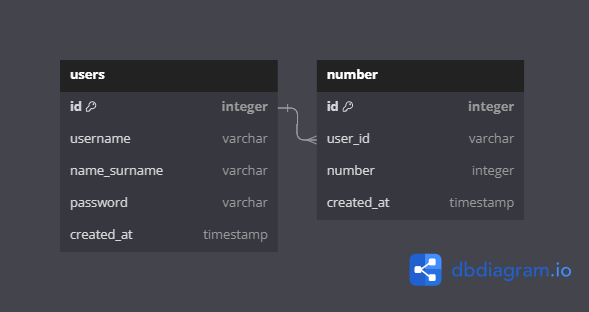 users
id integer
username varchar
name_surname varchar
password varchar
created_at timestamp
number
id integer
user_id varchar
number integer
created_at timestamp
dbdiagram.io